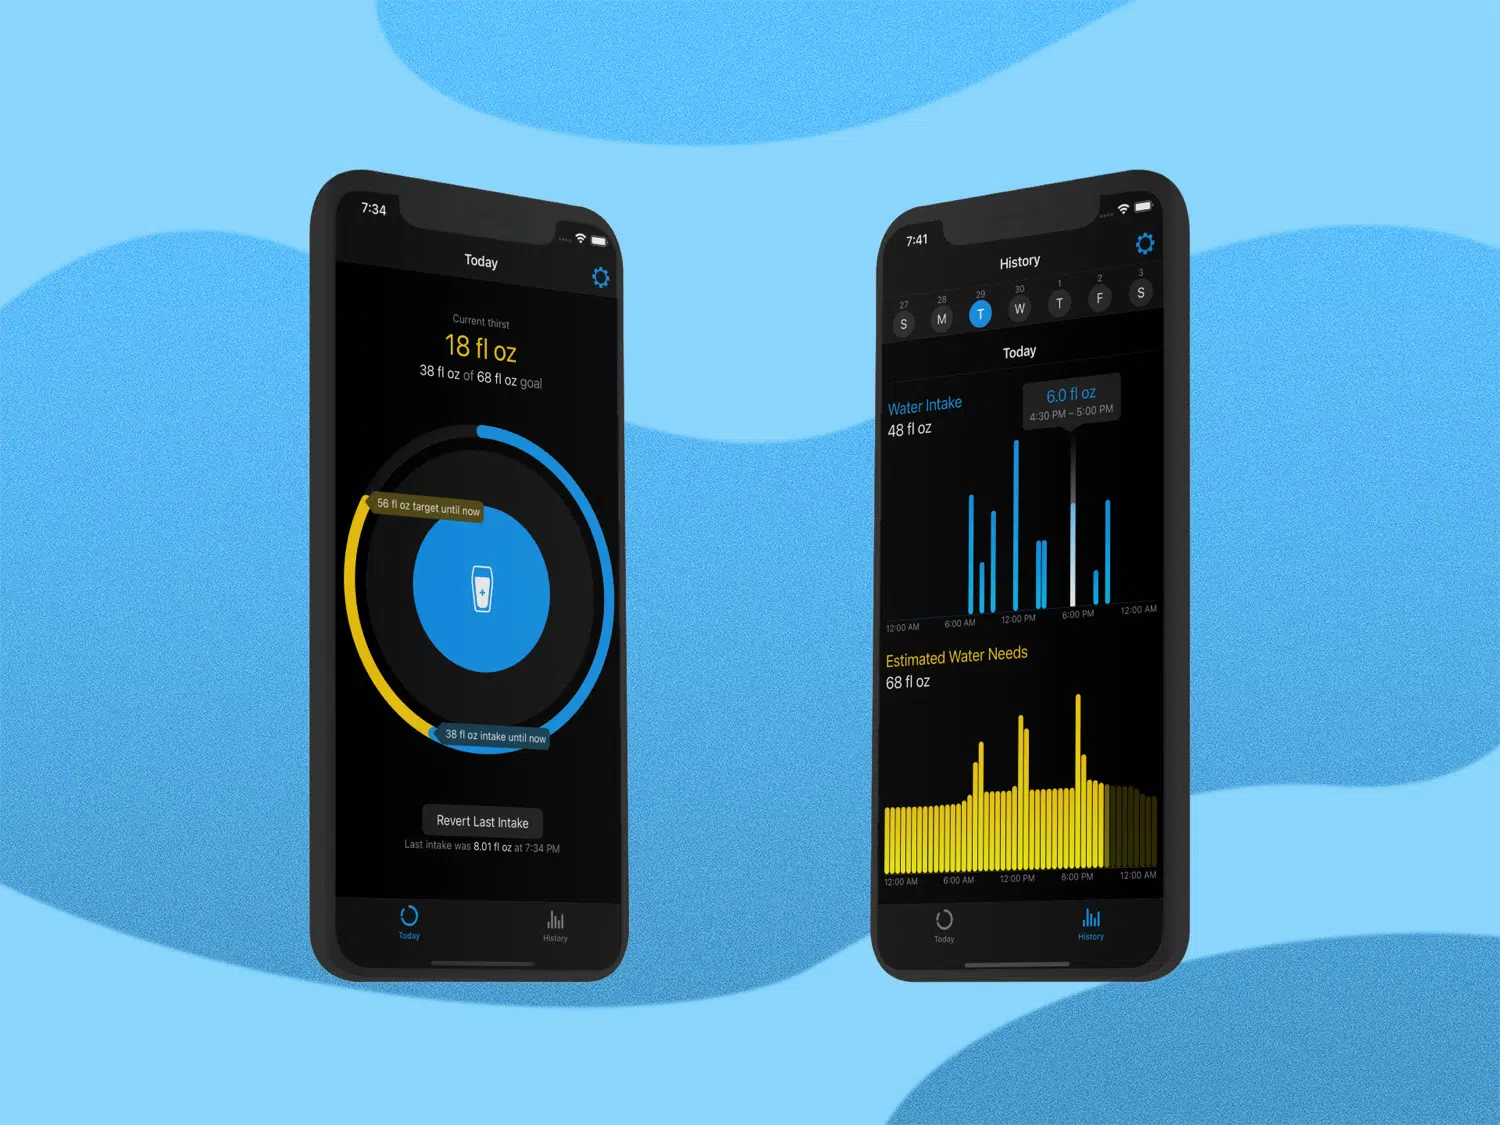 7:34
Today
Current thirst
18 fl oz
38 fl oz of 68 fl oz goal
56 fl oz target until now
38 fl oz intake until now
Revert Last Intake
Last intake was 8.01 fl oz at 7:34 PM
Today
History
7:41
History
27 28 29 30 1 2 3
S M T W T F S
Today
Water Intake
48 fl oz
6.0 fl oz
4:30 PM – 5:00 PM
12:00 AM 6:00 AM 12:00 PM 6:00 PM 12:00 AM
Estimated Water Needs
68 fl oz
12:00 AM 6:00 AM 12:00 PM 6:00 PM 12:00 AM
Today
History